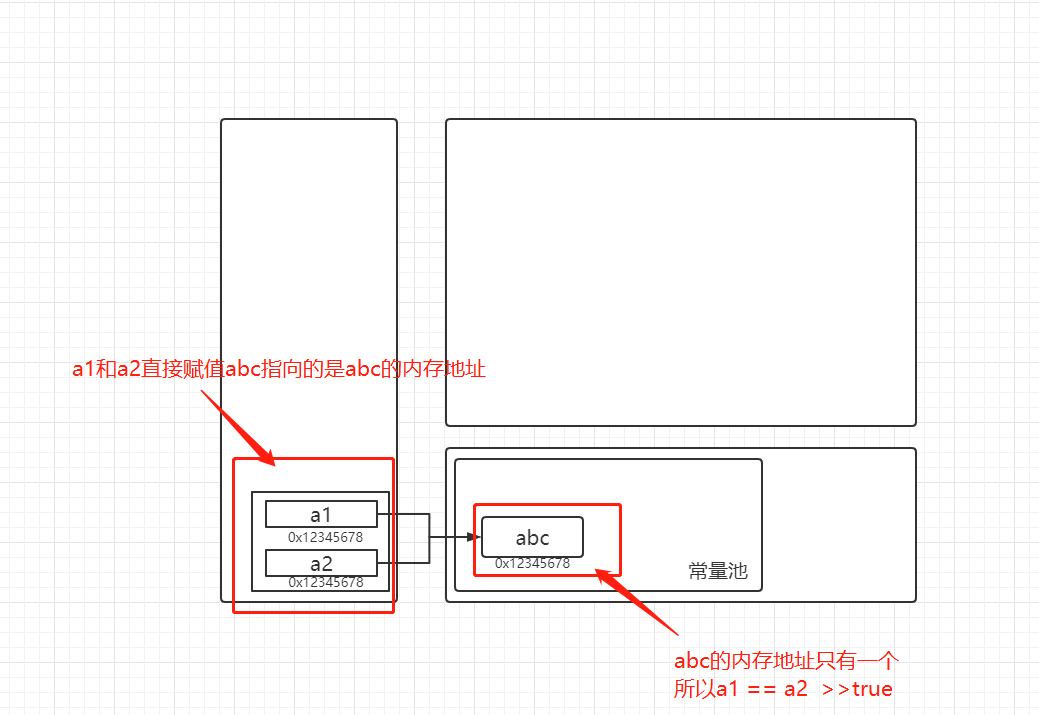 a1和a2直接赋值abc指向的是abc的内存地址
a1
0x12345678
a2
0x12345678
abc
0x12345678
常量池
abc的内存地址只有一个
所以a1 == a2 >>true